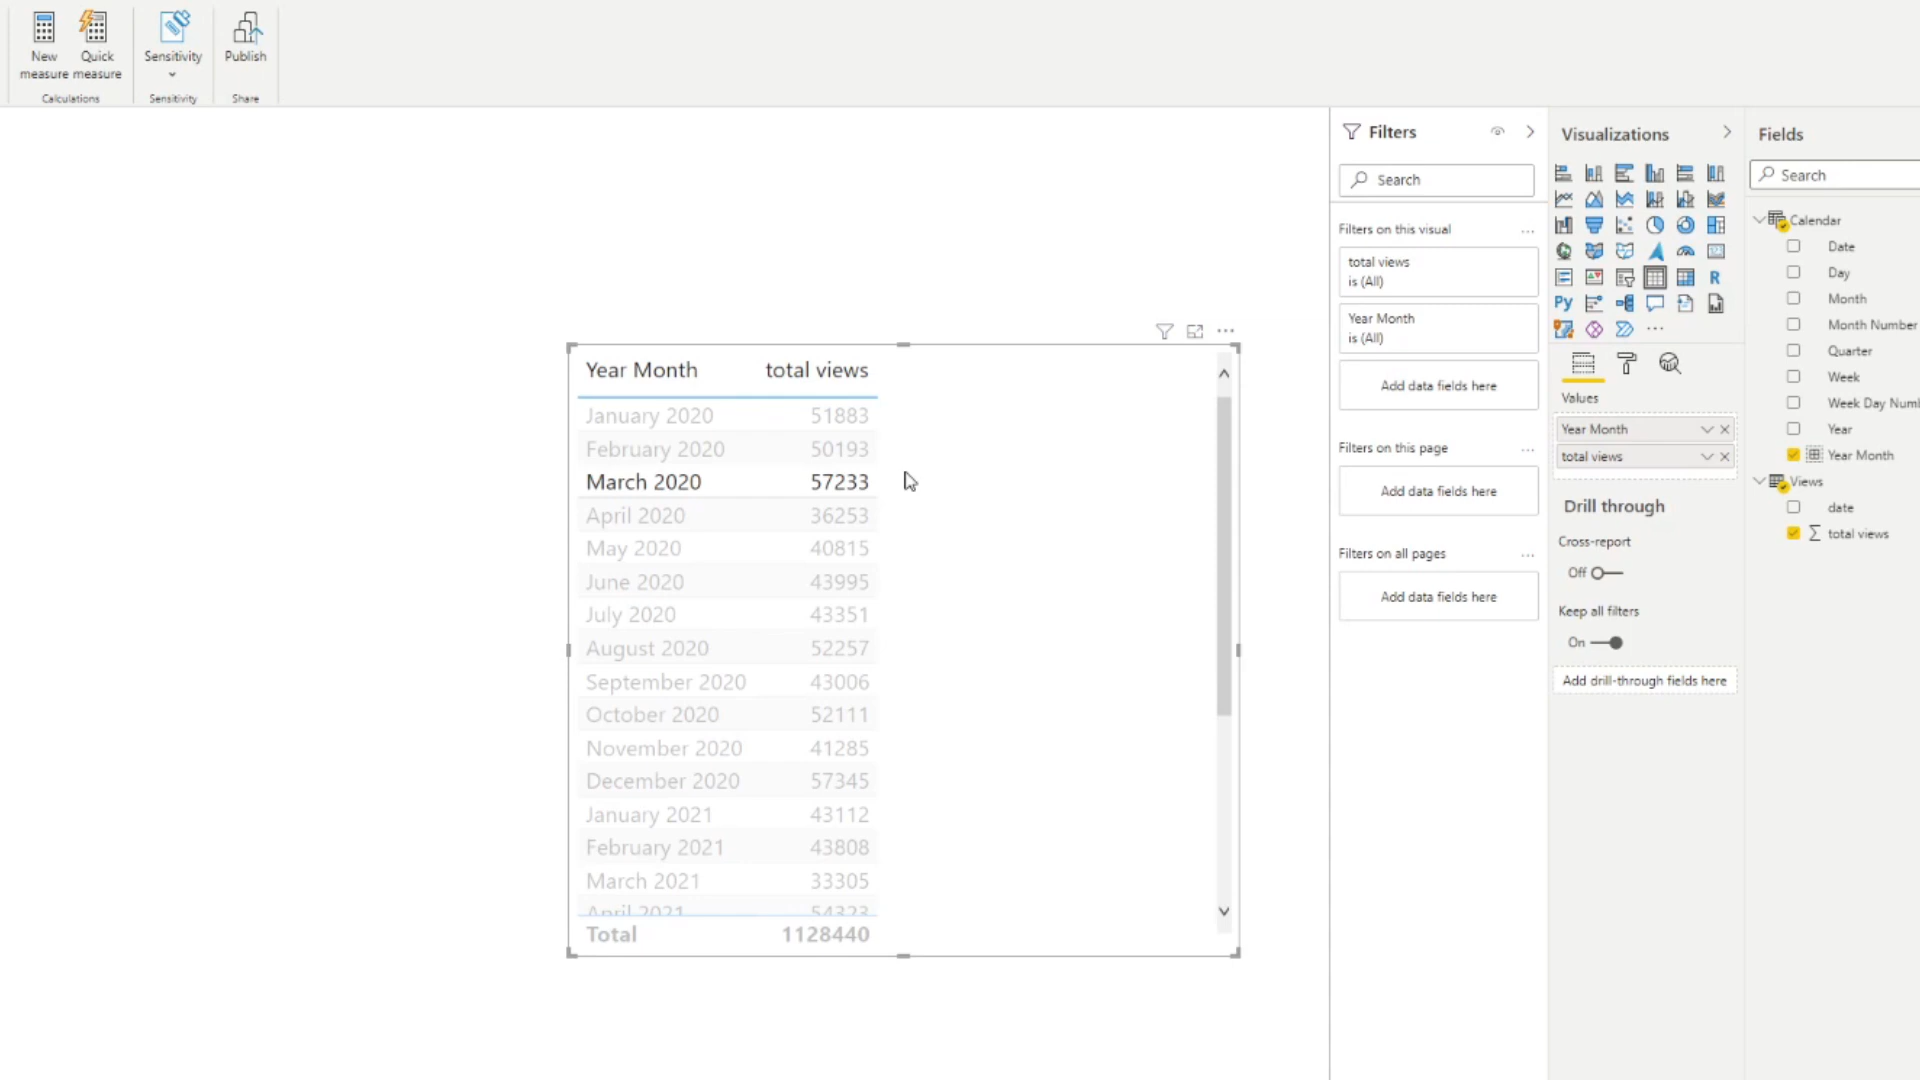 New measure
Quick measure
Sensitivity
Publish
Calculations
Sensitivity
Share
Filters
Search
Filters on this visual
...
total views
is (All)
Year Month
is (All)
Add data fields here
Filters on this page
...
Add data fields here
Filters on all pages
...
Add data fields here
Visualizations
R
Py
...
Values
Year Month
total views
Drill through
Cross-report
Off
Keep all filters
On
Add drill-through fields here
Fields
Search
Calendar
Date
Day
Month
Month Number
Quarter
Week
Week Day Numb
Year
Year Month
Views
date
∑ total views
...
Year Month total views
January 2020 51883
February 2020 50193
March 2020 57233
April 2020 36253
May 2020 40815
June 2020 43995
July 2020 43351
August 2020 52257
September 2020 43006
October 2020 52111
November 2020 41285
December 2020 57345
January 2021 43112
February 2021 43808
March 2021 33305
April 2021 54323
Total 1128440